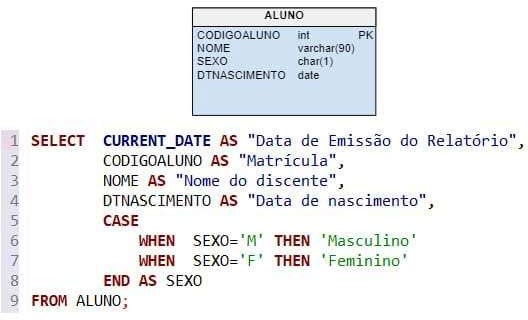 ALUNO
CODIGOALUNO int PK
NOME varchar(90)
SEXO char(1)
DTNASCIMENTO date
1 SELECT CURRENT_DATE AS "Data de Emissão do Relatório",
2 CODIGOALUNO AS "Matrícula",
3 NOME AS "Nome do discente",
4 DTNASCIMENTO AS "Data de nascimento",
5 CASE
6 WHEN SEXO='M' THEN 'Masculino'
7 WHEN SEXO='F' THEN 'Feminino'
8 END AS SEXO
9 FROM ALUNO;